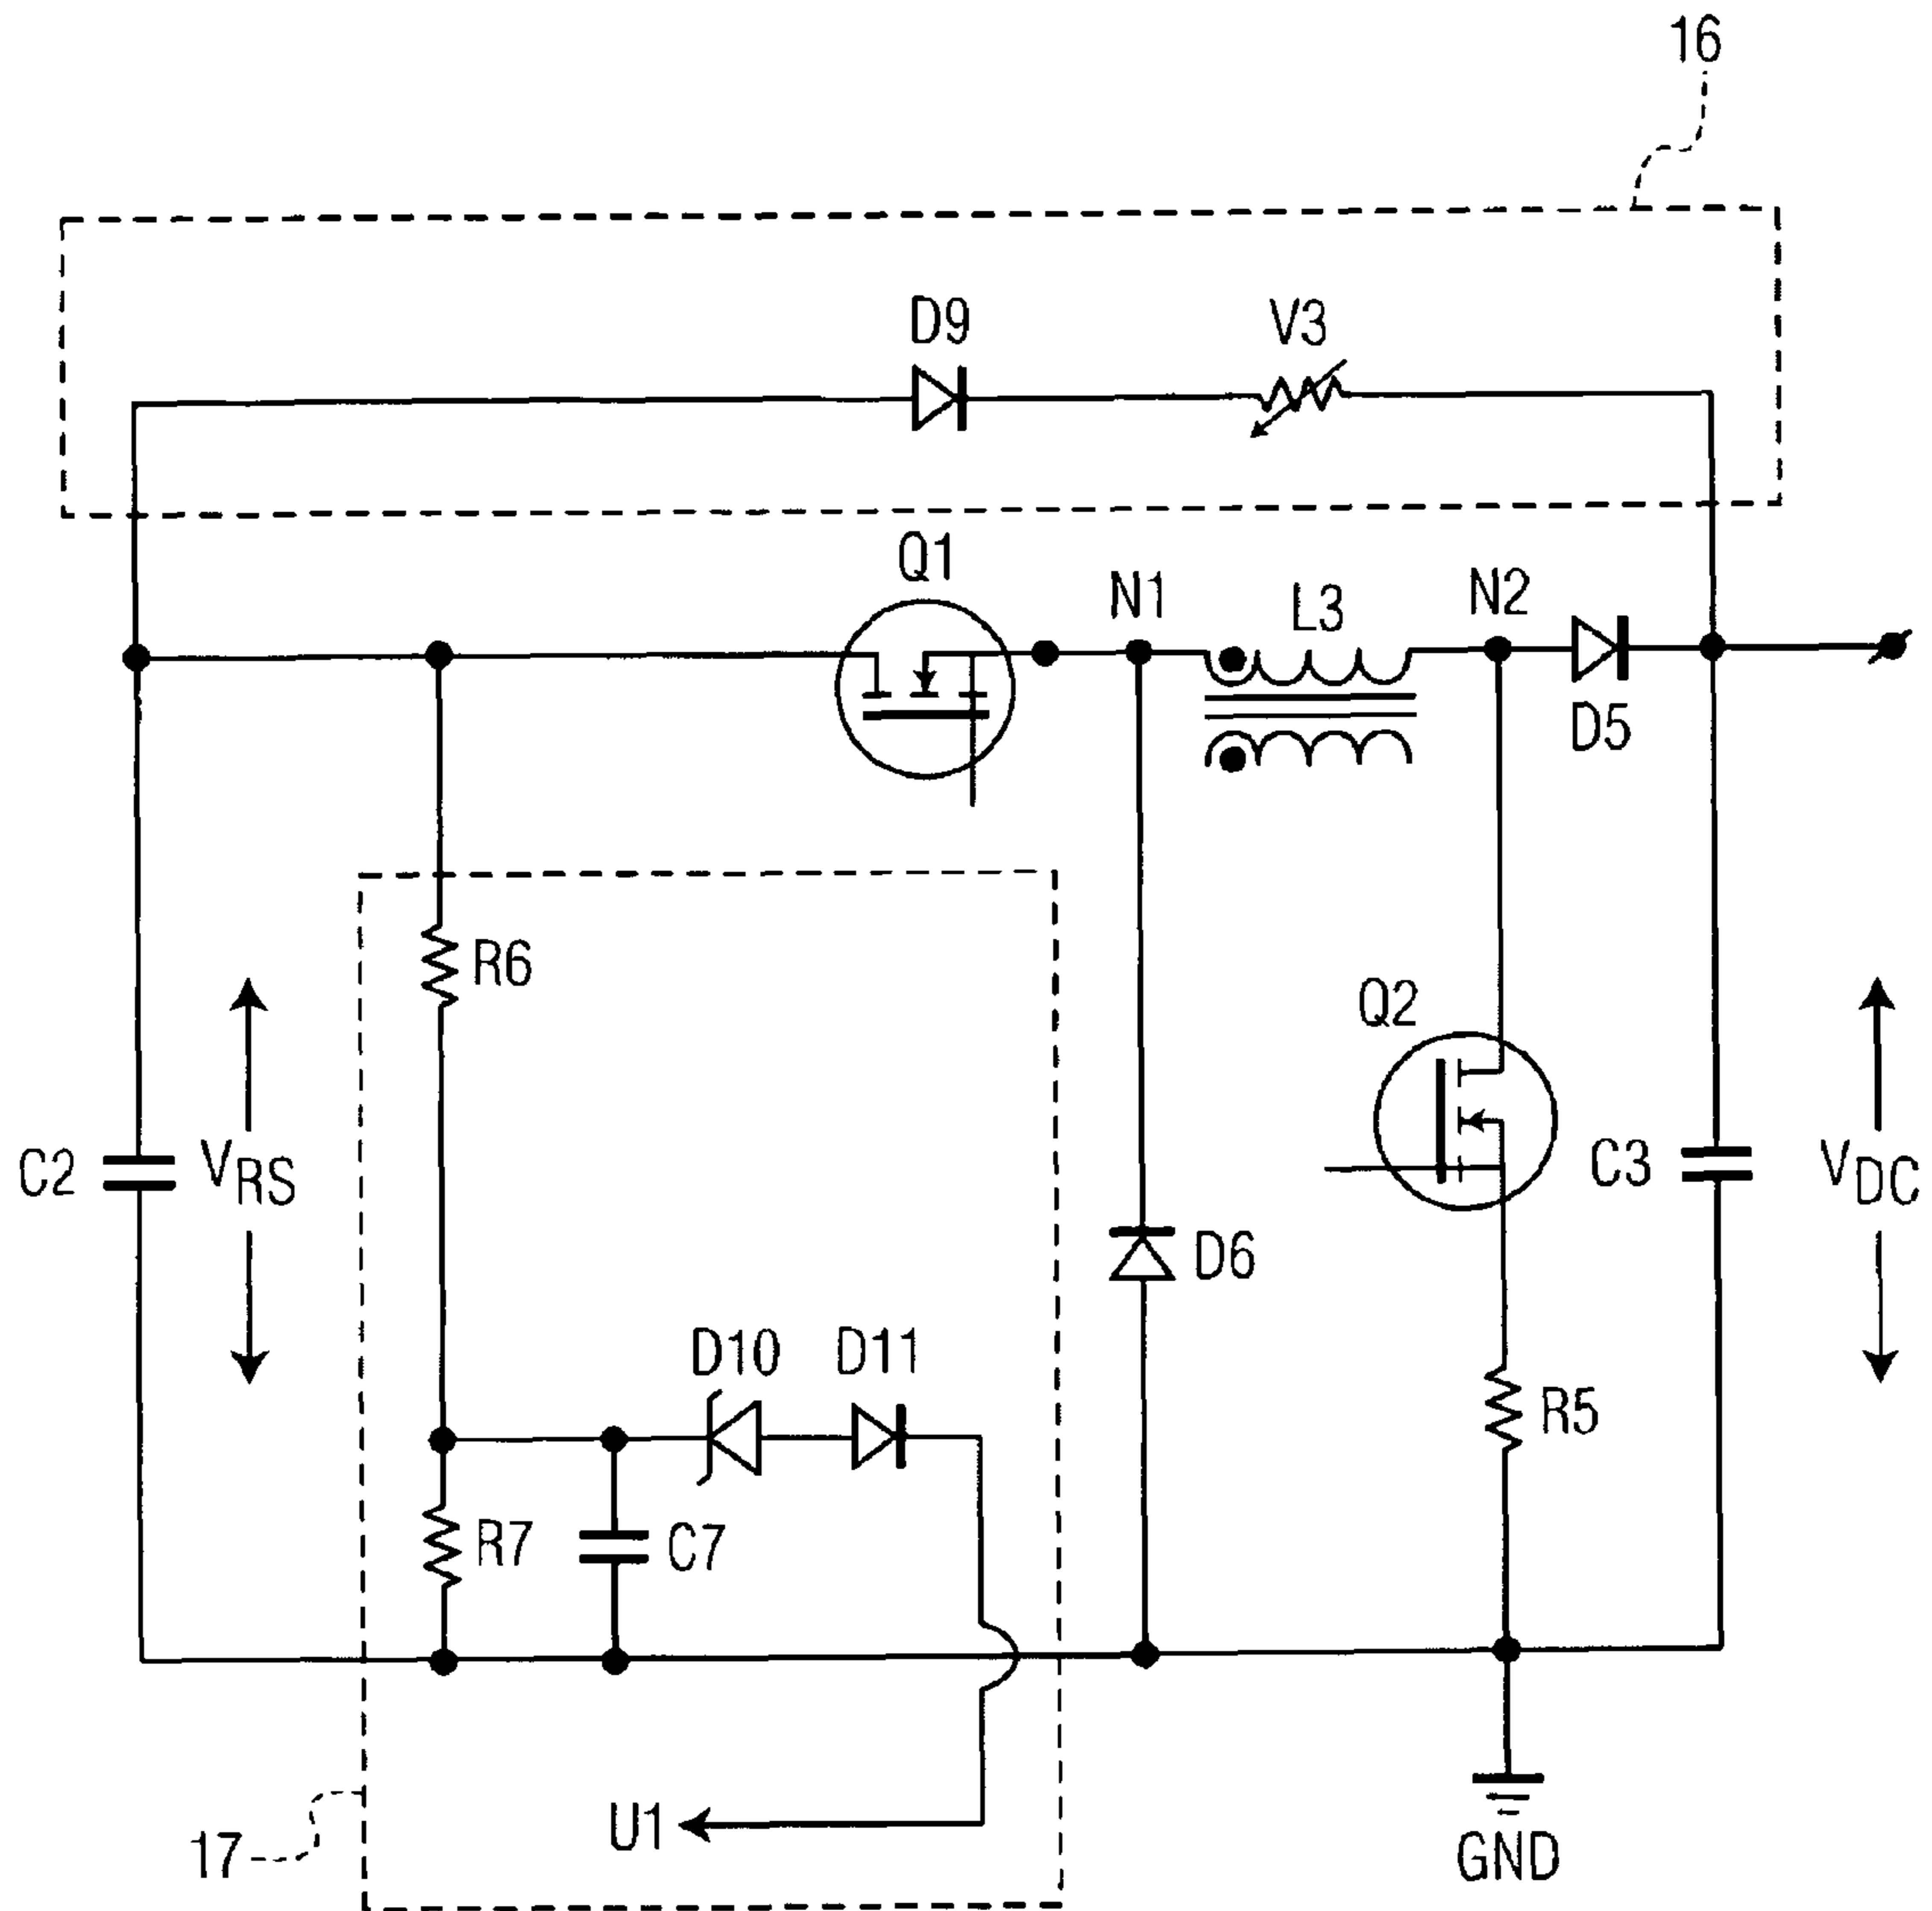 16
D9
V3
Q1
N1
L3
N2
D5
R6
Q2
C2
VRS
C3
VDC
D6
D10
D11
R5
R7
C7
U1
17
GND